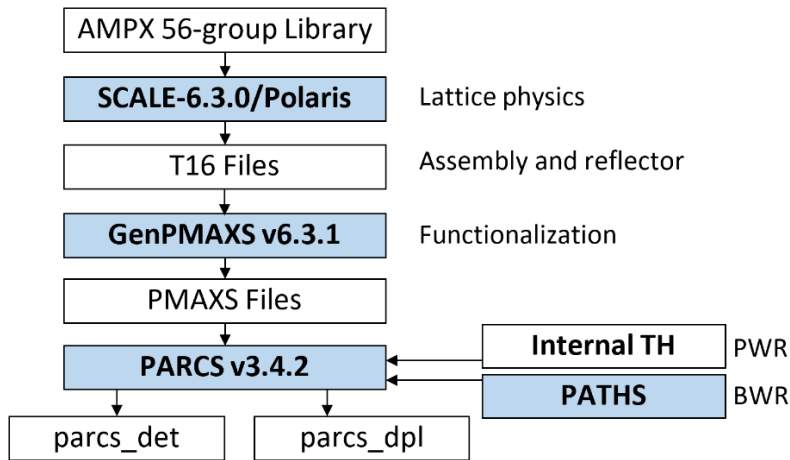 AMPX 56-group Library
SCALE-6.3.0/Polaris
Lattice physics
T16 Files
Assembly and reflector
GenPMAXS v6.3.1
Functionalization
PMAXS Files
Internal TH
PWR
PARCS v3.4.2
PATHS
BWR
parcs_det
parcs_dpl